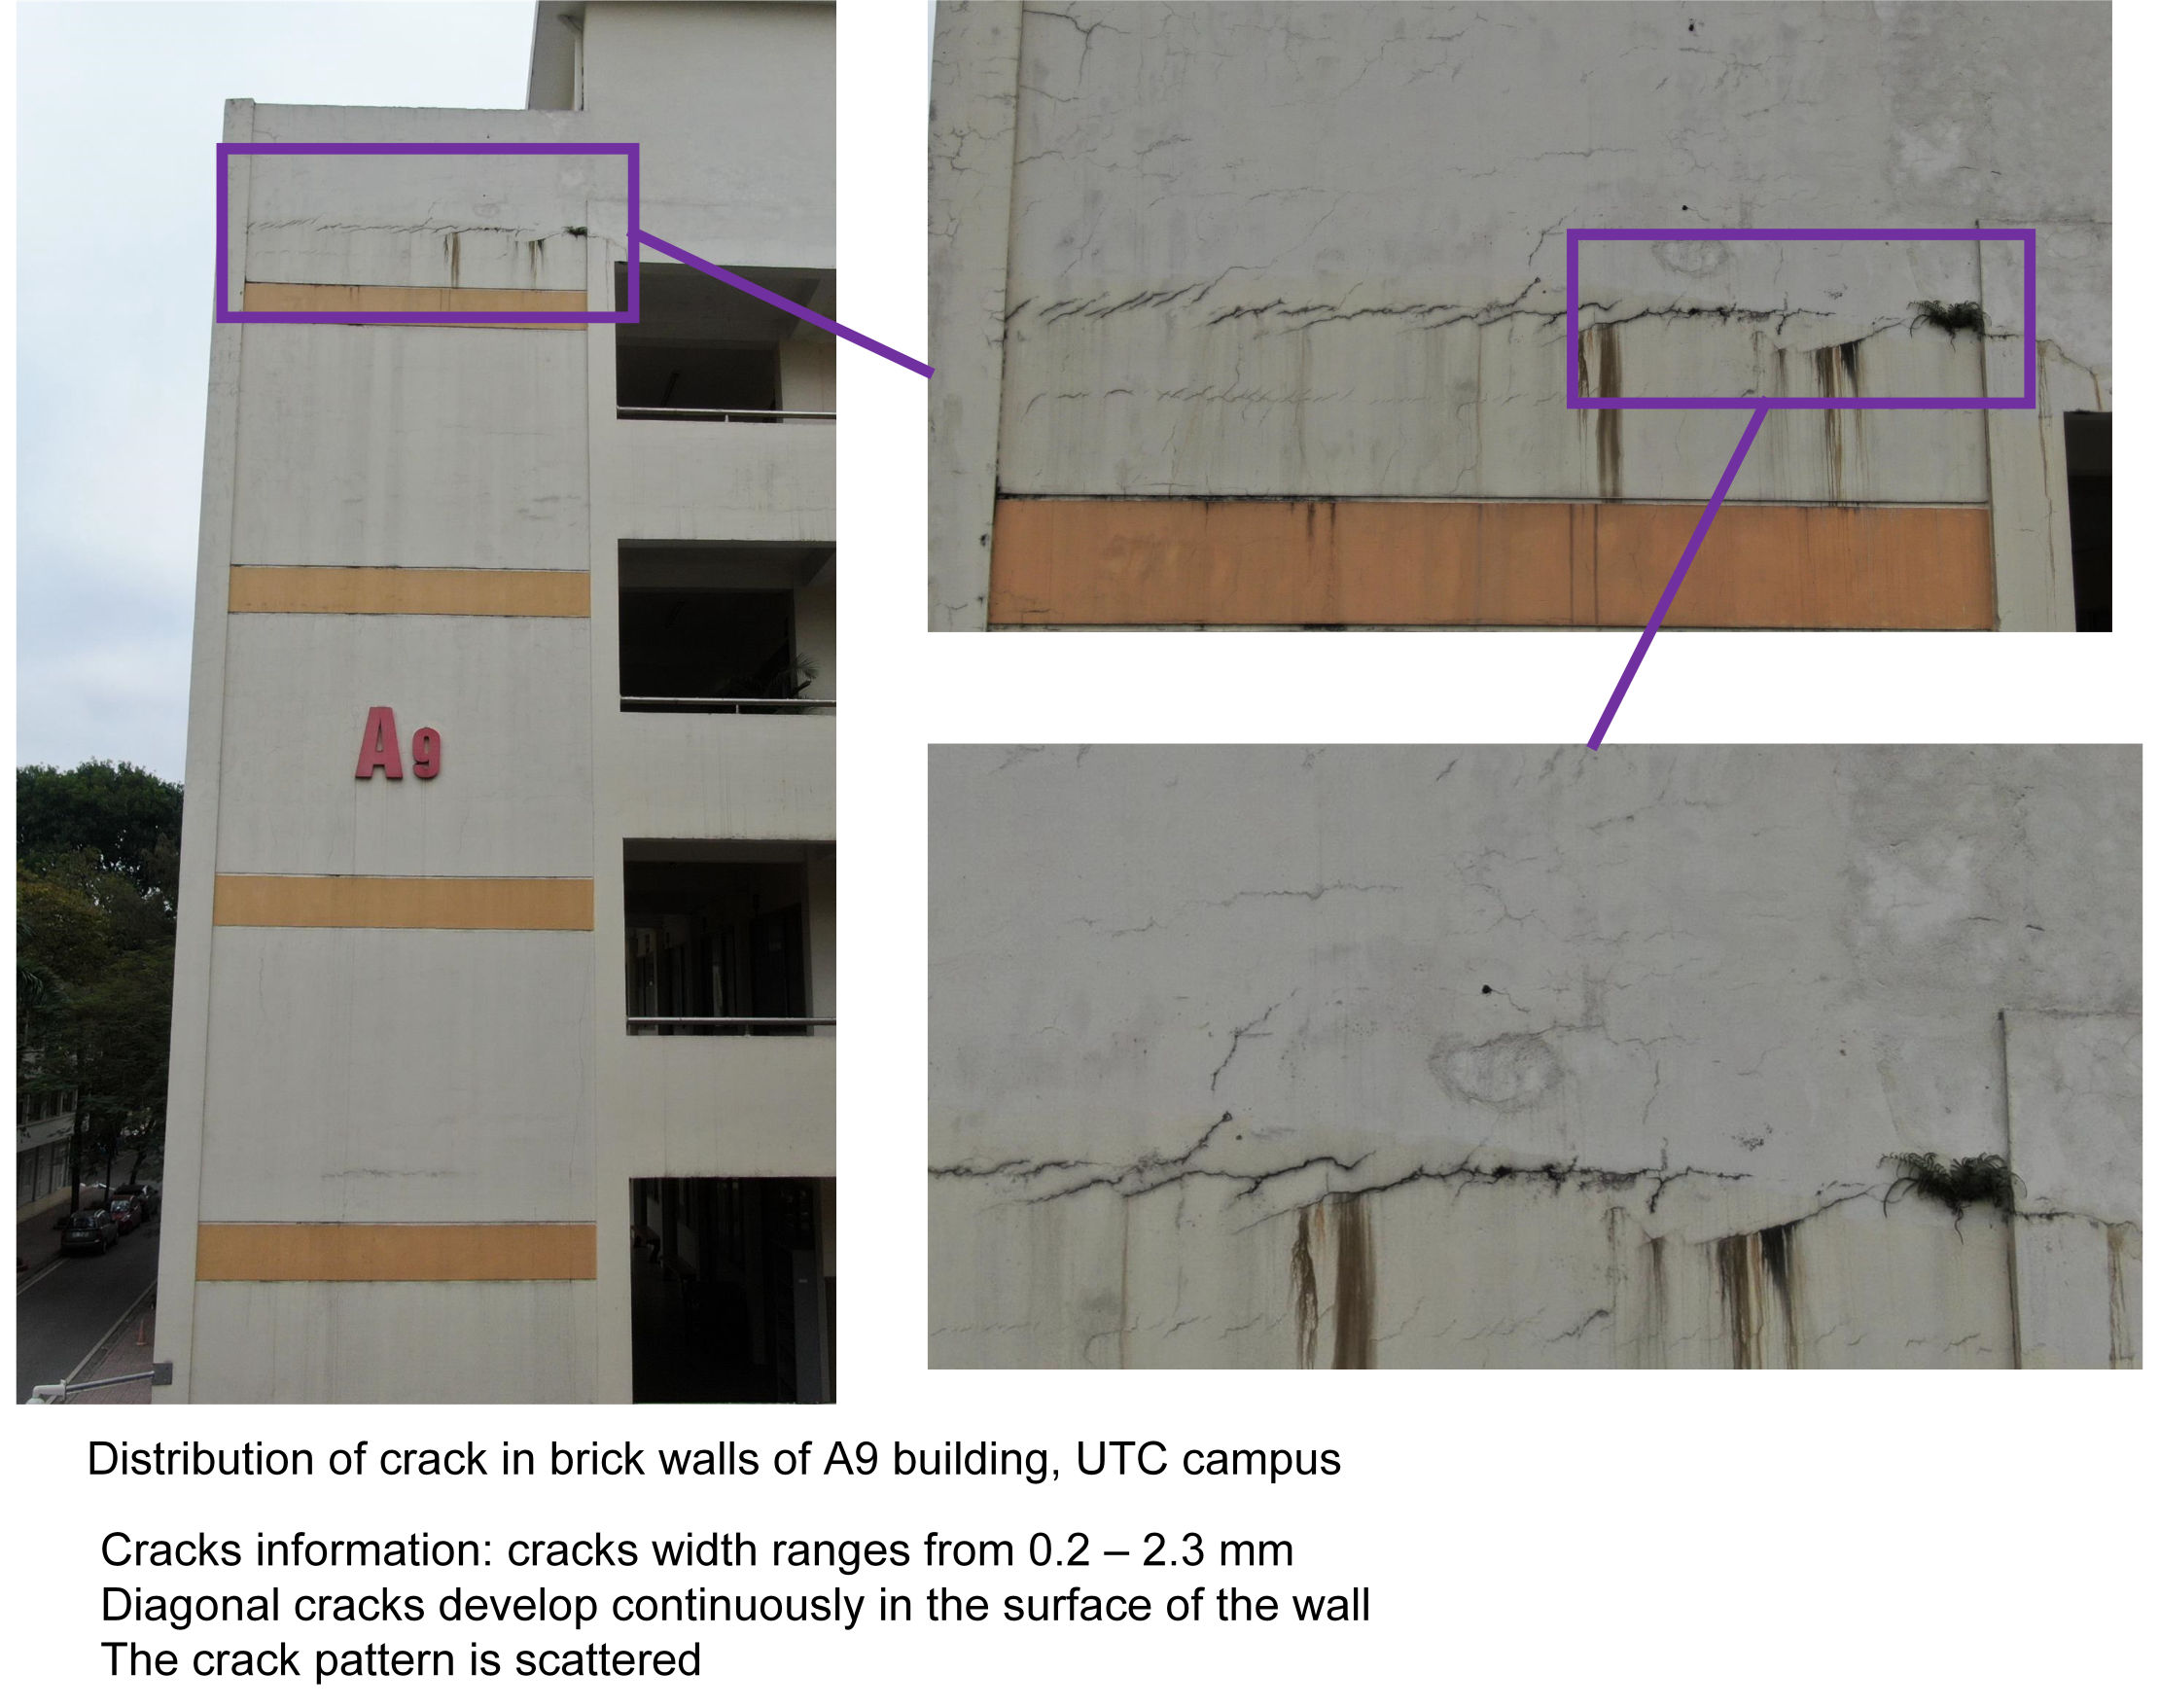 A9
Distribution of crack in brick walls of A9 building, UTC campus
Cracks information: cracks width ranges from 0.2 – 2.3 mm
Diagonal cracks develop continuously in the surface of the wall
The crack pattern is scattered